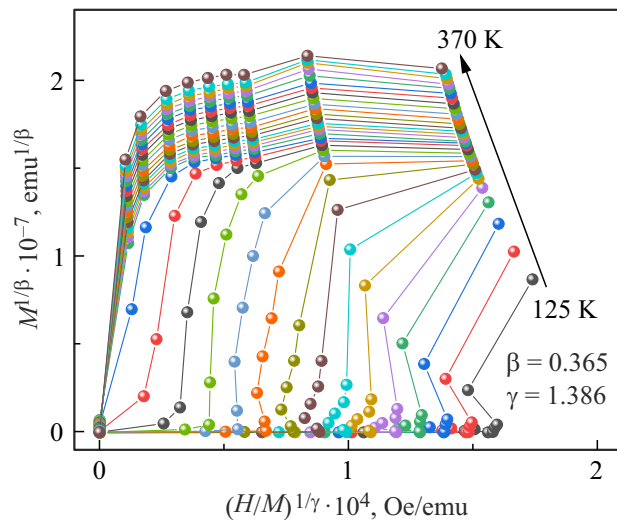 370 K
2
1
0
M^{1/β} · 10^{-7}, emu^{1/β}
125 K
β = 0.365
γ = 1.386
0 1 2
(H/M)^{1/γ} · 10^4, Oe/emu